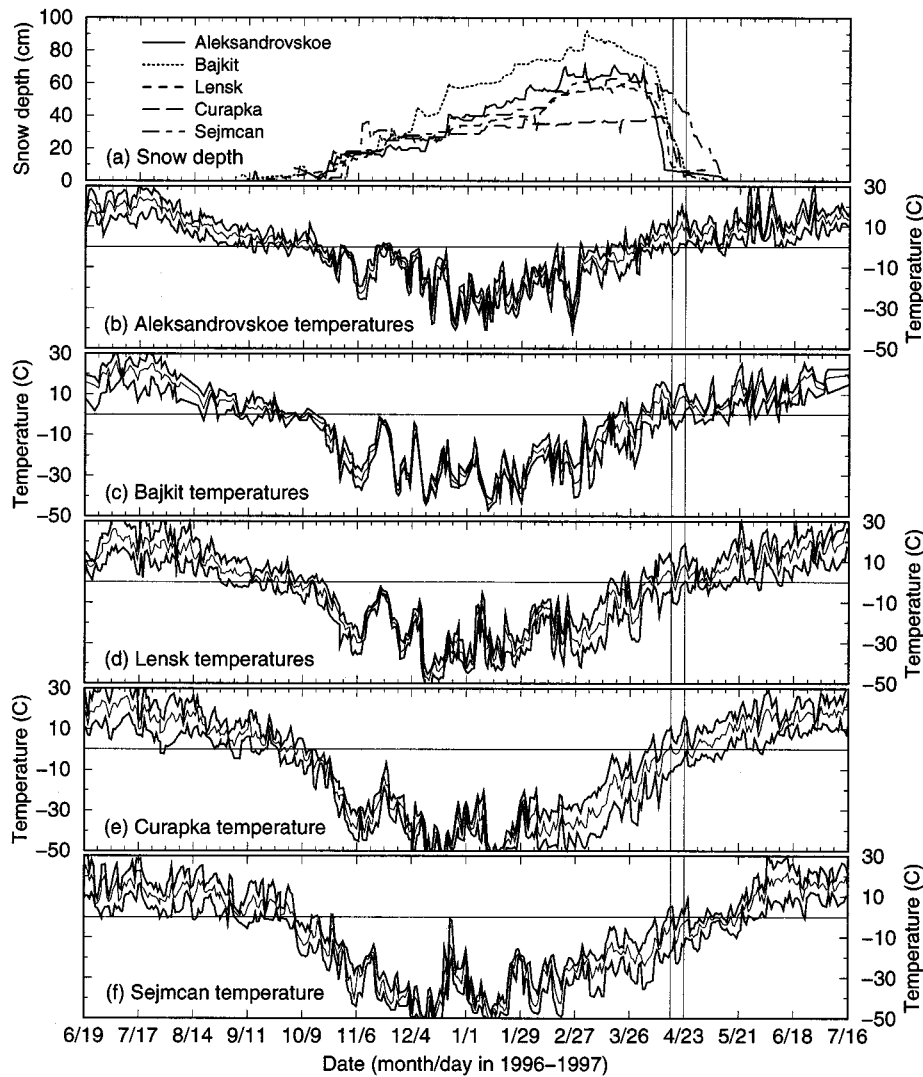 100
80
60
40
20
0
Snow depth (cm)
Aleksandrovskoe
Bajkit
Lensk
Curapka
Sejmcan
(a) Snow depth
30
10
−10
−30
−50
Temperature (C)
(b) Aleksandrovskoe temperatures
30
10
−10
−30
−50
Temperature (C)
(c) Bajkit temperatures
30
10
−10
−30
−50
Temperature (C)
(d) Lensk temperatures
30
10
−10
−30
−50
Temperature (C)
(e) Curapka temperature
30
10
−10
−30
−50
Temperature (C)
(f) Sejmcan temperature
6/19 7/17 8/14 9/11 10/9 11/6 12/4 1/1 1/29 2/27 3/26 4/23 5/21 6/18 7/16
Date (month/day in 1996−1997)